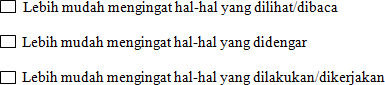 Lebih mudah mengingat hal-hal yang dilihat/dibaca
Lebih mudah mengingat hal-hal yang didengar
Lebih mudah mengingat hal-hal yang dilakukan/dikerjakan